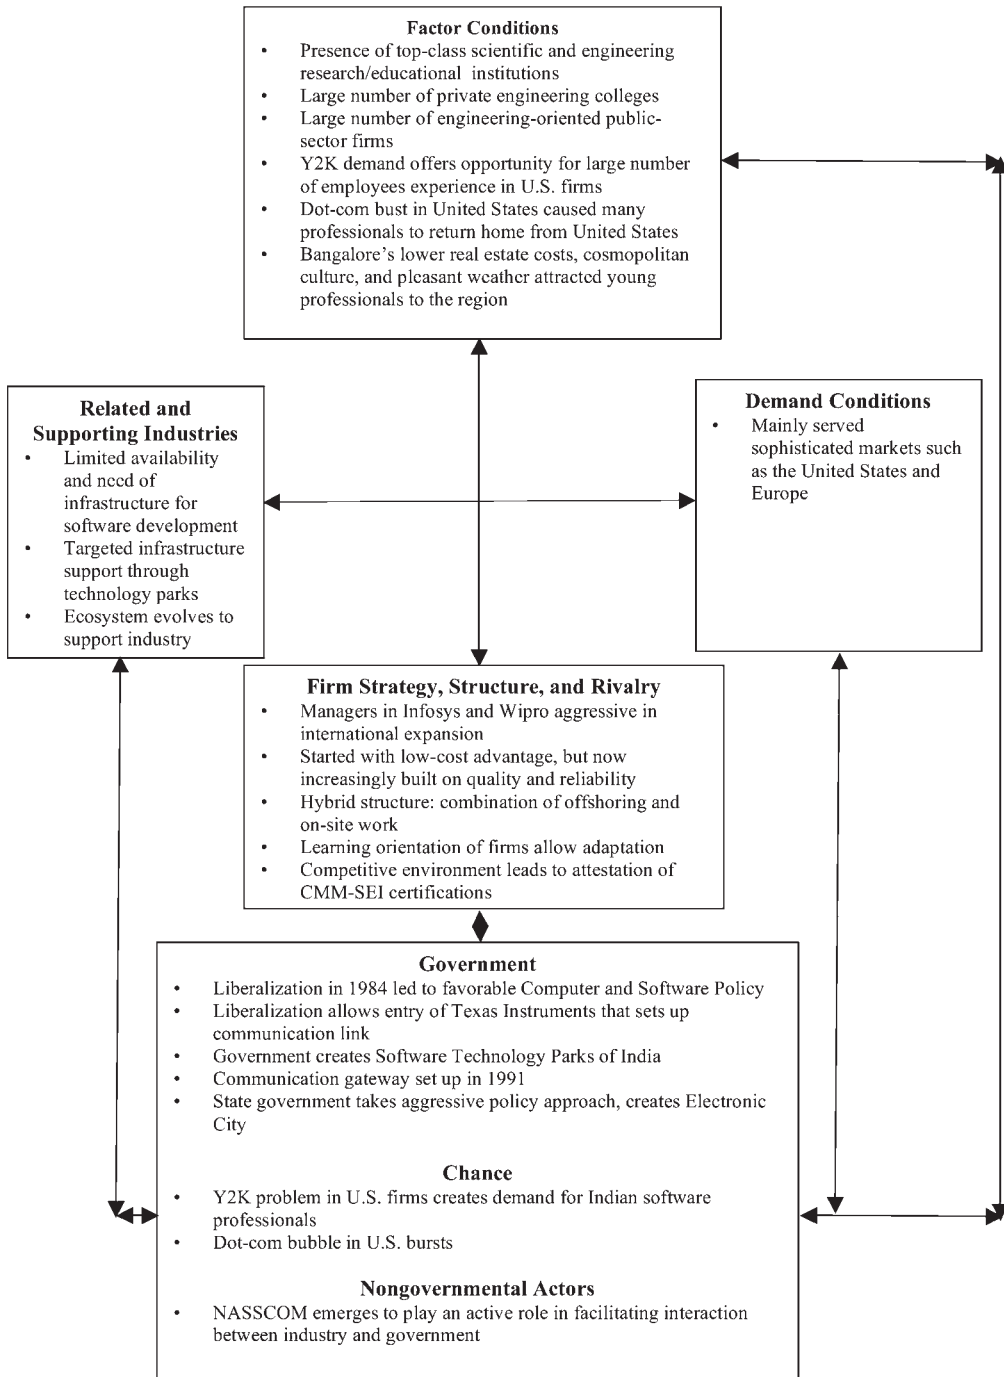 Factor Conditions
• Presence of top-class scientific and engineering
research/educational institutions
• Large number of private engineering colleges
• Large number of engineering-oriented public-
sector firms
• Y2K demand offers opportunity for large number
of employees experience in U.S. firms
• Dot-com bust in United States caused many
professionals to return home from United States
• Bangalore's lower real estate costs, cosmopolitan
culture, and pleasant weather attracted young
professionals to the region
Related and
Supporting Industries
• Limited availability
and need of
infrastructure for
software development
• Targeted infrastructure
support through
technology parks
• Ecosystem evolves to
support industry
Demand Conditions
• Mainly served
sophisticated markets such
as the United States and
Europe
Firm Strategy, Structure, and Rivalry
• Managers in Infosys and Wipro aggressive in
international expansion
• Started with low-cost advantage, but now
increasingly built on quality and reliability
• Hybrid structure: combination of offshoring and
on-site work
• Learning orientation of firms allow adaptation
• Competitive environment leads to attestation of
CMM-SEI certifications
Government
• Liberalization in 1984 led to favorable Computer and Software Policy
• Liberalization allows entry of Texas Instruments that sets up
communication link
• Government creates Software Technology Parks of India
• Communication gateway set up in 1991
• State government takes aggressive policy approach, creates Electronic
City
Chance
• Y2K problem in U.S. firms creates demand for Indian software
professionals
• Dot-com bubble in U.S. bursts
Nongovernmental Actors
• NASSCOM emerges to play an active role in facilitating interaction
between industry and government